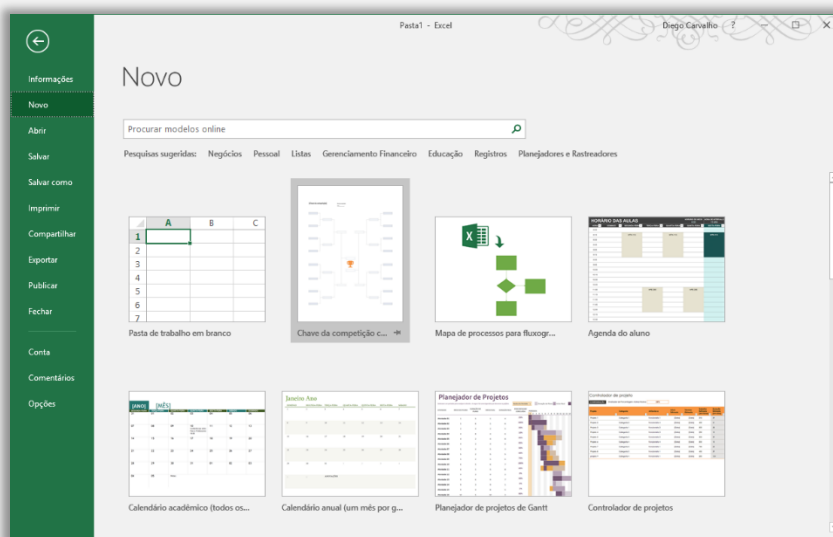 Pasta1 - Excel
Diego Carvalho ?
Informações
Novo
Abrir
Salvar
Salvar como
Imprimir
Compartilhar
Exportar
Publicar
Fechar
Conta
Comentários
Opções
Novo
Procurar modelos online
Pesquisas sugeridas: Negócios Pessoal Listas Gerenciamento Financeiro Educação Registros Planejadores e Rastreadores
A B C
1
2
3
4
5
6
7
Pasta de trabalho em branco
Chave da competição c...
Mapa de processos para fluxogr...
HORÁRIO DAS AULAS
Agenda do aluno
[ANO] [MÊS]
Calendário acadêmico (todos os...
Janeiro Ano
Calendário anual (um mês por g...
Planejador de Projetos
Planejador de projetos de Gantt
Controlador de projeto
Controlador de projetos